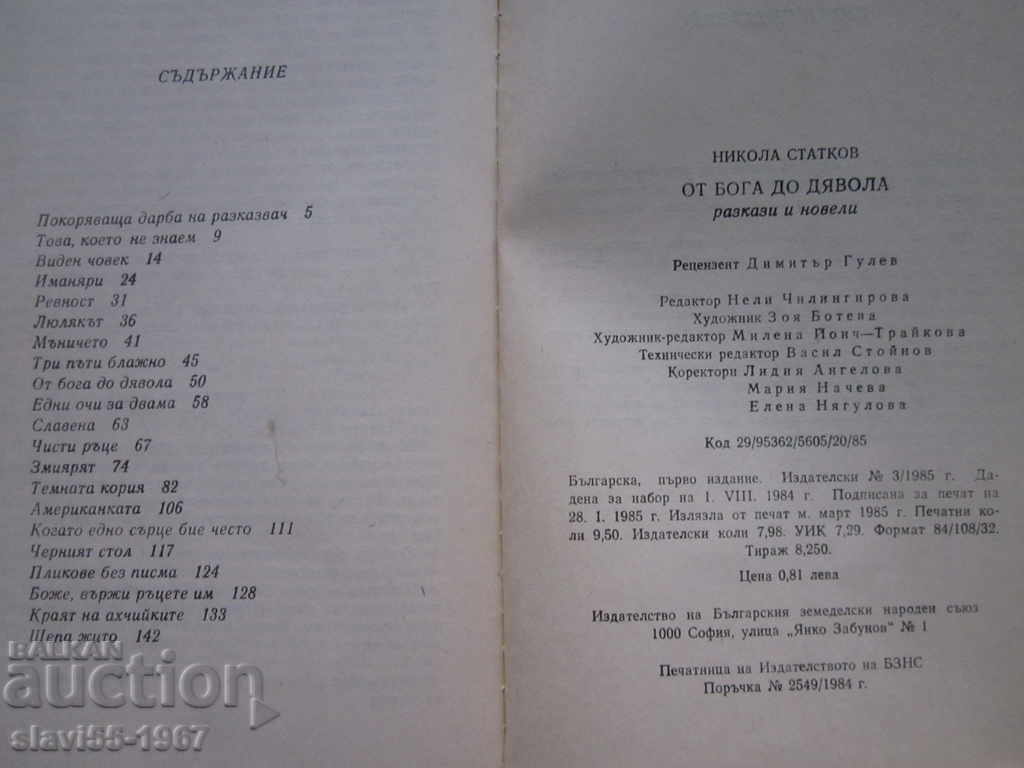 СЪДЪРЖАНИЕ
Покоряваща дарба на разказвач 5
Това, което не знаем 9
Виден човек 14
Иманяри 24
Ревност 31
Люлякът 36
Мъничето 41
Три пъти блажно 45
От бога до дявола 50
Едни очи за двама 58
Славена 63
Чисти ръце 67
Змиярят 74
Темната кория 82
Американката 106
Когато едно сърце бие често 111
Черният стол 117
Пликове без писма 124
Боже, вържи ръцете им 128
Краят на ахчийките 133
Шепа жито 142
НИКОЛА СТАТКОВ
ОТ БОГА ДО ДЯВОЛА
разкази и новели
Рецензент Димитър Гулев
Редактор Нели Чилингирова
Художник Зоя Ботева
Художник-редактор Милена Йоич—Трайкова
Технически редактор Васил Стойнов
Коректори Лидия Ангелова
Мария Начева
Елена Нягулова
Код 29/95362/5605/20/85
Българска, първо издание. Издателски № 3/1985 г. Да-
дена за набор на 1. VIII. 1984 г. Подписана за печат на
28. I. 1985 г. Излязла от печат м. март 1985 г. Печатни ко-
ли 9,50. Издателски коли 7,98. УИК 7,29. Формат 84/108/32.
Тираж 8,250.
Цена 0,81 лева
Издателство на Българския земеделски народен съюз
1000 София, улица „Янко Забунов“ № 1
Печатница на Издателството на БЗНС
Поръчка № 2549/1984 г.
BALKAN
auction
slavi55-1967